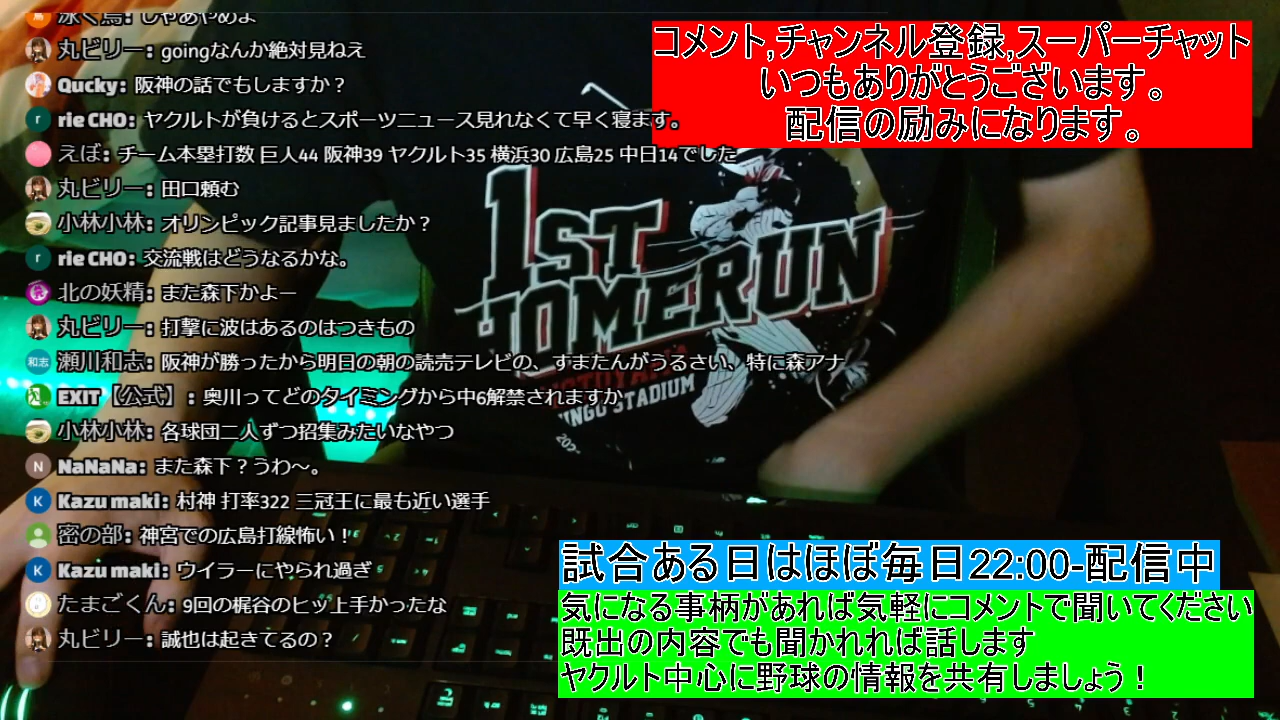 泳ぐ鳥: じゃあやめよ
丸ビリー: goingなんか絶対見ねえ
Qucky: 阪神の話でもしますか？
rie CHO: ヤクルトが負けるとスポーツニュース見れなくて早く寝ます。
えぼ: チーム本塁打数 巨人44 阪神39 ヤクルト35 横浜30 広島25 中日14でした
丸ビリー: 田口頼む
小林小林: オリンピック記事見ましたか？
rie CHO: 交流戦はどうなるかな。
北の妖精: また森下かよー
丸ビリー: 打撃に波はあるのはつきもの
瀬川和志: 阪神が勝ったから明日の朝の読売テレビの、すまたんがうるさい、特に森アナ
EXIT【公式】: 奥川ってどのタイミングから中6解禁されますか
小林小林: 各球団二人ずつ招集みたいなやつ
NaNaNa: また森下？うわ〜。
Kazu maki: 村神 打率322 三冠王に最も近い選手
密の部: 神宮での広島打線怖い！
Kazu maki: ウイラーにやられ過ぎ
たまごくん: 9回の梶谷のヒッ上手かったな
丸ビリー: 誠也は起きてるの？
コメント,チャンネル登録,スーパーチャット
いつもありがとうございます。
配信の励みになります。
1ST
HOMERUN
STADIUM
試合ある日はほぼ毎日22:00-配信中
気になる事柄があれば気軽にコメントで聞いてください
既出の内容でも聞かれれば話します
ヤクルト中心に野球の情報を共有しましょう！